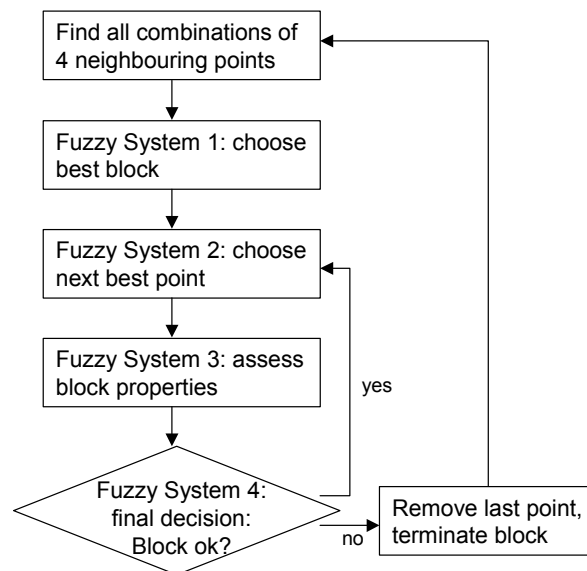 Find all combinations of
4 neighbouring points
Fuzzy System 1: choose
best block
Fuzzy System 2: choose
next best point
Fuzzy System 3: assess
block properties
yes
Fuzzy System 4:
final decision:
Block ok?
no
Remove last point,
terminate block